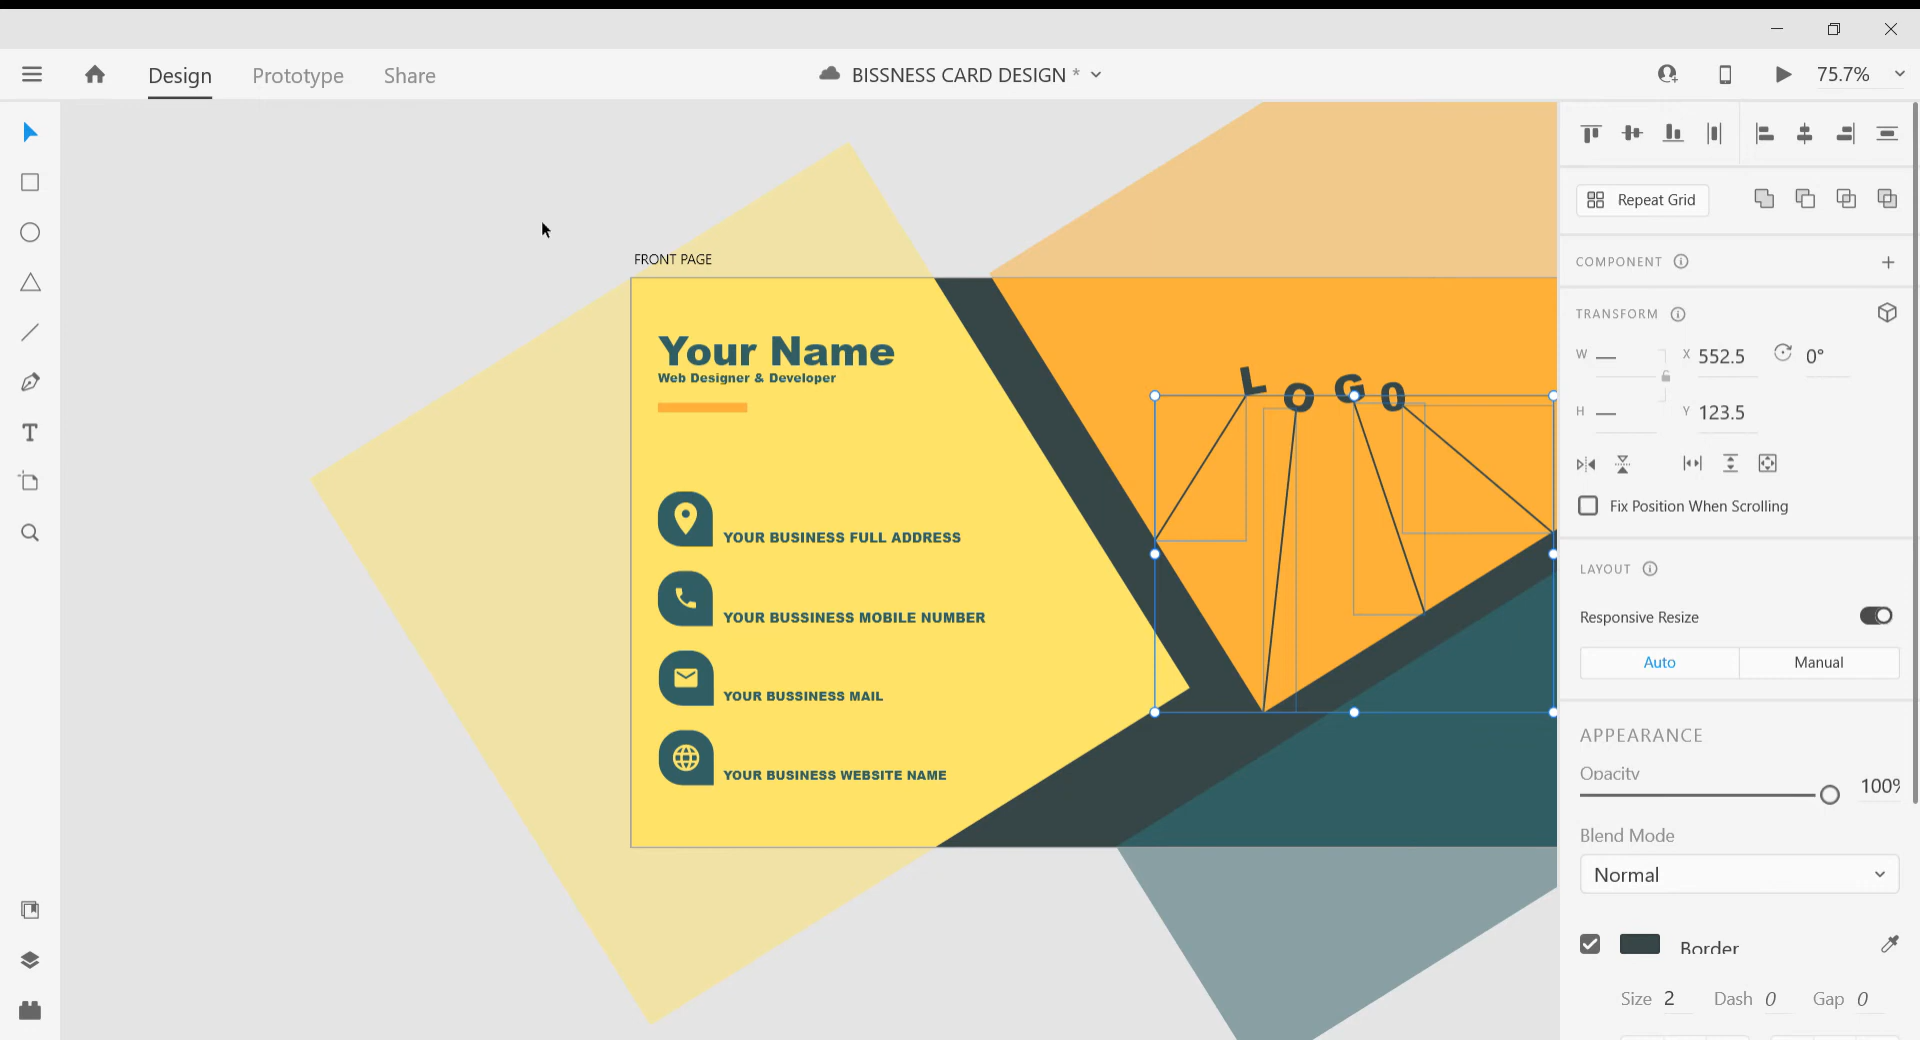 Design Prototype Share
BISSNESS CARD DESIGN *
75.7%
Repeat Grid
COMPONENT
TRANSFORM
W — X 552.5 0°
H — Y 123.5
Fix Position When Scrolling
LAYOUT
Responsive Resize
Auto Manual
APPEARANCE
Opacity
100%
Blend Mode
Normal
Border
Size 2 Dash 0 Gap 0
FRONT PAGE
Your Name
Web Designer & Developer
YOUR BUSINESS FULL ADDRESS
YOUR BUSSINESS MOBILE NUMBER
YOUR BUSSINESS MAIL
YOUR BUSINESS WEBSITE NAME
LOGO